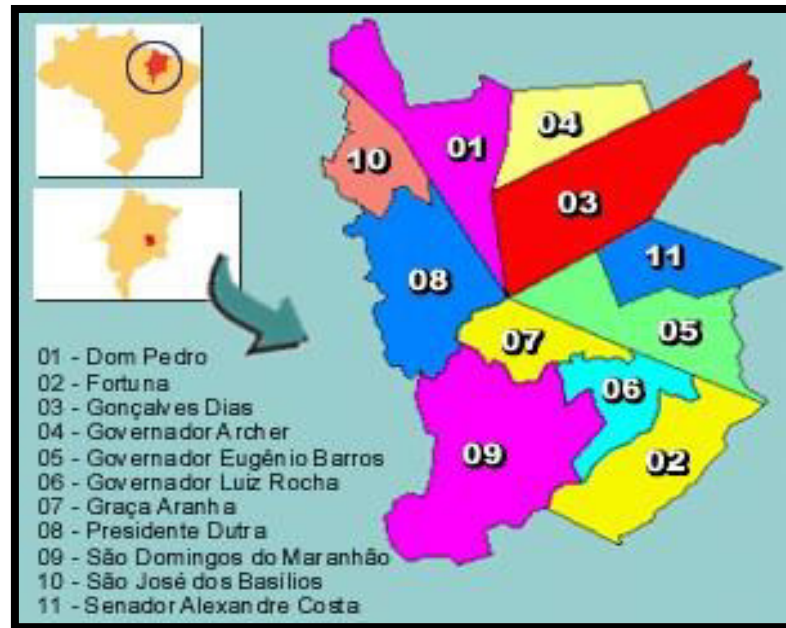 04
01
10
03
11
08
05
07
06
09
02
01 - Dom Pedro
02 - Fortuna
03 - Gonçalves Dias
04 - Governador Archer
05 - Governador Eugênio Barros
06 - Governador Luiz Rocha
07 - Graça Aranha
08 - Presidente Dutra
09 - São Domingos do Maranhão
10 - São José dos Basílios
11 - Senador Alexandre Costa